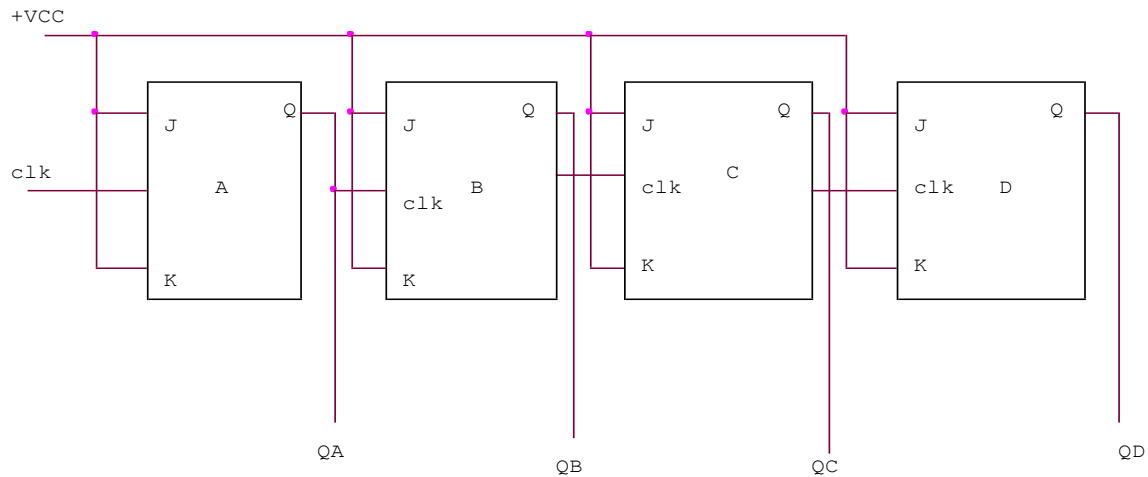 +VCC
Q Q Q Q
J J J J
clk
A B clk C clk D
clk
K K
K K
QA QB QC QD